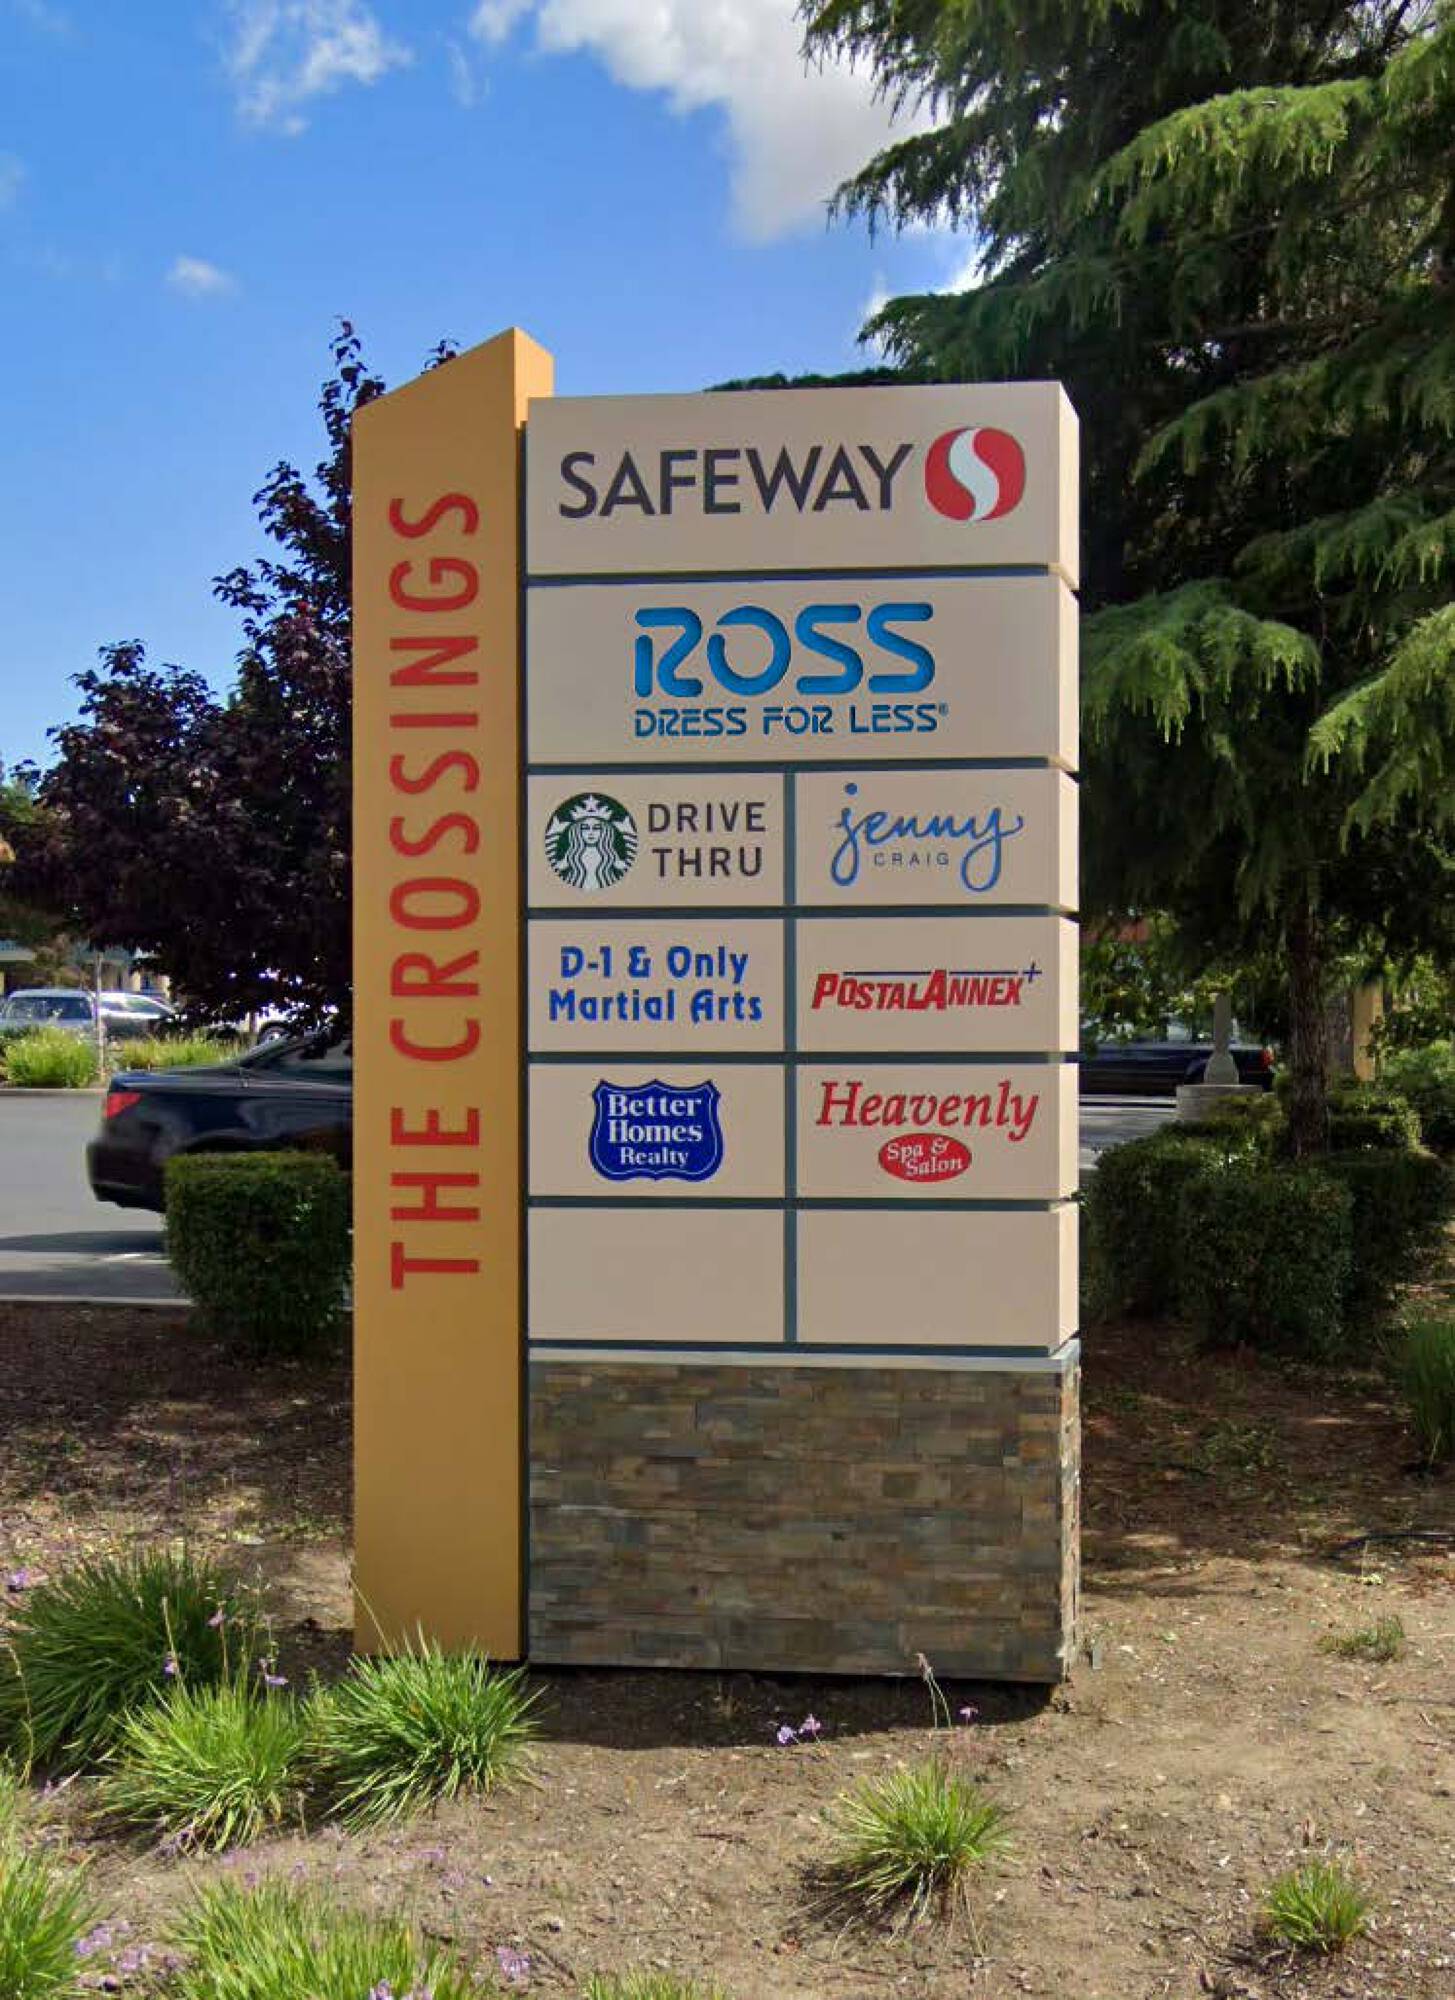 THE CROSSINGS
SAFEWAY
ROSS
DRESS FOR LESS®
DRIVE
THRU
jenny
CRAIG
D-1 & Only
Martial Arts
POSTALANNEX+
Better
Homes
Realty
Heavenly
Spa &
Salon